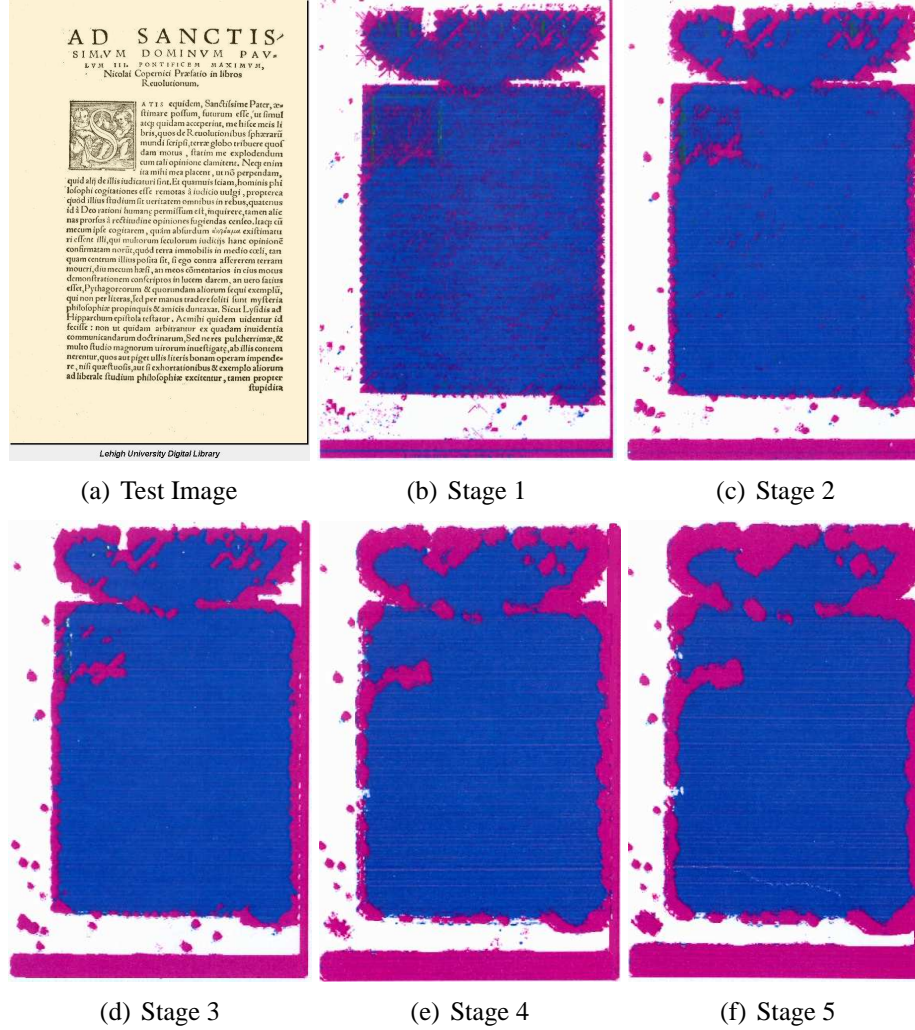 AD SANCTIS-
SIMVM DOMINVM PAV-
LVM III. PONTIFICEM MAXIMVM,
Nicolai Copernici Præfatio in libros
Reuolutionum.
ATIS equidem, Sanctiſsime Pater, æ-
ſtimare poſſum, futurum eſſe, ut ſimul
atq; quidam acceperint, me hiſce meis li
bris, quos de Reuolutionibus ſphærarū
mundi ſcripſi, terræ globo tribuere quoſ
dam motus, ſtatim me explodendum
cum tali opinione clamitent. Neq; enim
ita mihi mea placent, ut nō perpendam,
quid alij de illis iudicaturi ſint. Et quamuis ſciam, hominis phi
loſophi cogitationes eſſe remotas à iudicio uulgi, propterea
quòd illius ſtudium ſit ueritatem omnibus in rebus, quatenus
id à Deo rationi humanę permiſſum eſt, inquirere, tamen alie
nas prorſus à rectitudine opiniones fugiendas cenſeo. Itaq; cū
mecum ipſe cogitarem, quàm abſurdum existimatu
ri eſſent illi, qui multorum ſeculorum iudicijs hanc opinionē
confirmatam norūt, quòd terra immobilis in medio cœli, tan
quam centrum illius poſita ſit, ſi ego contra aſſererem terram
moueri, diu mecum hæſi, an meos cōmentarios in eius motus
demonſtrationem conſcriptos in lucem darem, an uero ſatius
eſſet, Pythagoreorum & quorundam aliorum ſequi exemplū,
qui non per literas, ſed per manus tradere ſoliti ſunt myſteria
philoſophiæ propinquis & amicis duntaxat. Sicut Lyſidis ad
Hipparchum epiſtola teſtatur. Ac mihi quidem uidentur id
feciſſe: non ut quidam arbitrantur ex quadam inuidentia
communicandarum doctrinarum, Sed ne res pulcherrimæ, &
multo ſtudio magnorum uirorum inueſtigatę, ab illis contem
nerentur, quos aut piget ullis literis bonam operam impende-
re, niſi quæſtuoſis, aut ſi exhortationibus & exemplo aliorum
ad liberale ſtudium philoſophiæ excitentur, tamen propter
ſtupidita
Lehigh University Digital Library
(a) Test Image
(b) Stage 1
(c) Stage 2
(d) Stage 3
(e) Stage 4
(f) Stage 5